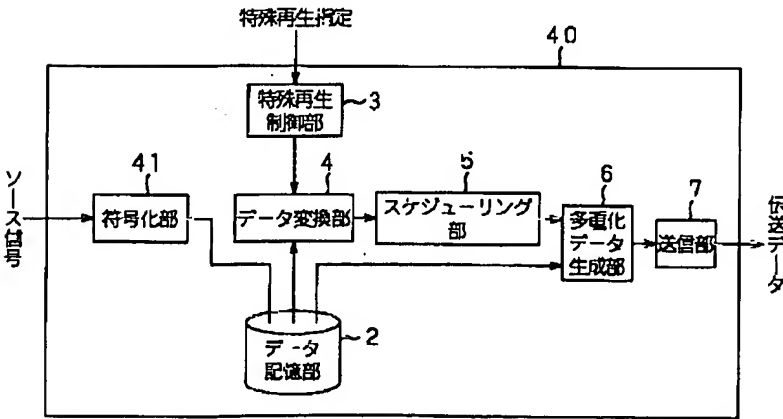 特殊再生指定
40
特殊再生
制御部
3
41
4
5
6
7
ソース信号
符号化部
データ変換部
スケジューリング
部
多重化
データ
生成部
送信部
伝送データ
データ
記憶部
2